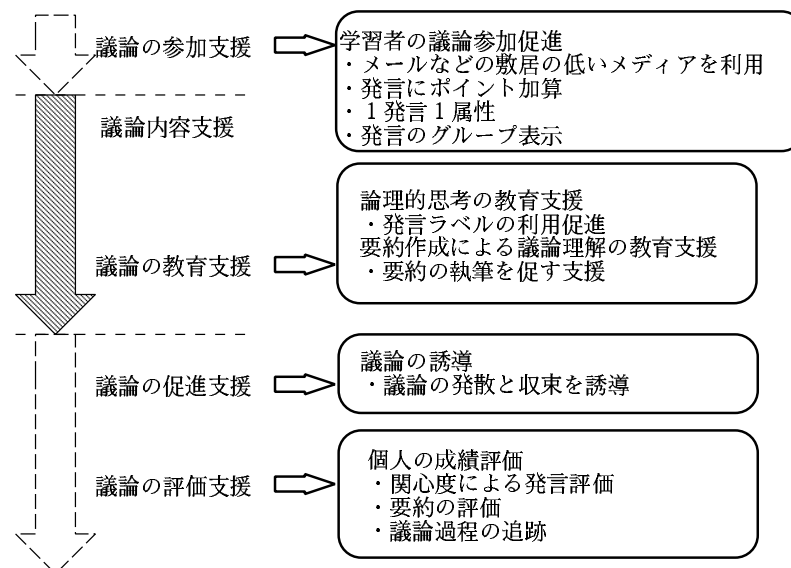 議論の参加支援
学習者の議論参加促進
・メールなどの敷居の低いメディアを利用
・発言にポイント加算
・１発言１属性
・発言のグループ表示
議論内容支援
議論の教育支援
論理的思考の教育支援
・発言ラベルの利用促進
要約作成による議論理解の教育支援
・要約の執筆を促す支援
議論の促進支援
議論の誘導
・議論の発散と収束を誘導
議論の評価支援
個人の成績評価
・関心度による発言評価
・要約の評価
・議論過程の追跡